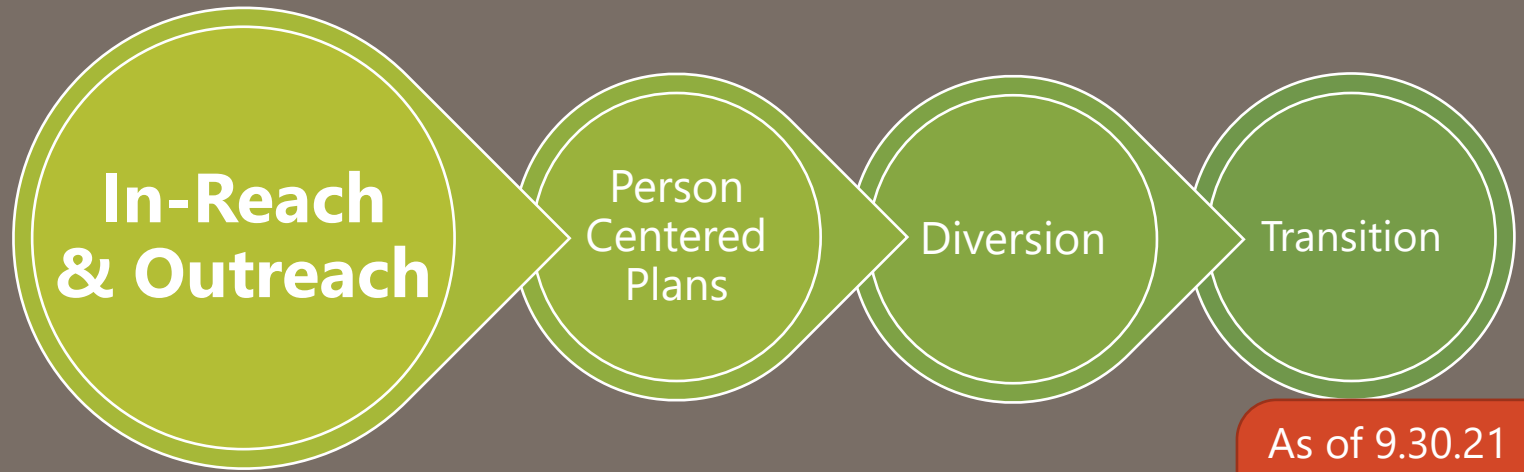 In-Reach
& Outreach
Person
Centered
Plans
Diversion
Transition
As of 9.30.21